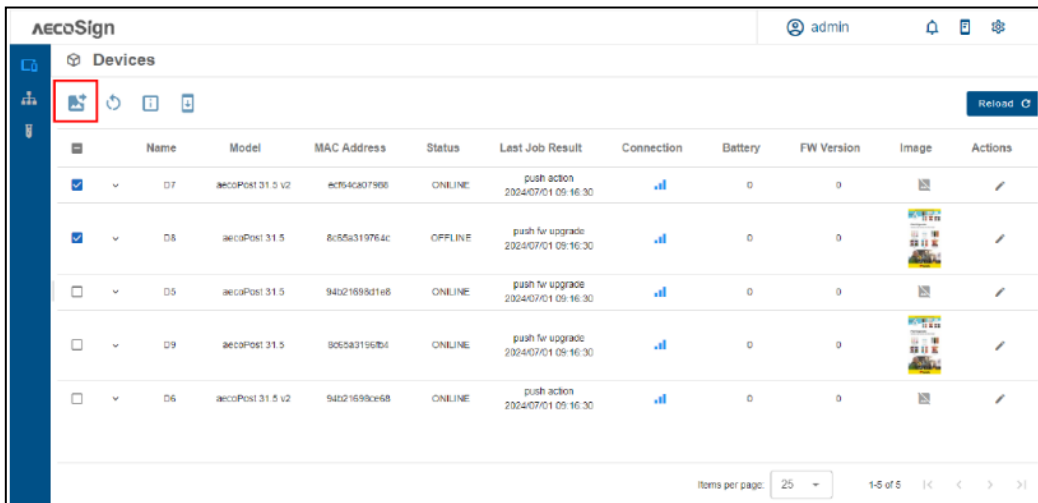 aecoSign
admin
Devices
Reload
Name Model MAC Address Status Last Job Result Connection Battery FW Version Image Actions
D7 aecoPost 31.5 v2 ecf64ca07968 ONILINE push action 2024/07/01 09:16:30 0 0
D8 aecoPost 31.5 8c65a319764c OFFLINE push fw upgrade 2024/07/01 09:16:30 0 0
D5 aecoPost 31.5 94b21698d1e8 ONILINE push fw upgrade 2024/07/01 09:16:30 0 0
D9 aecoPost 31.5 8c65a3196fb4 ONILINE push fw upgrade 2024/07/01 09:16:30 0 0
D6 aecoPost 31.5 v2 94b21698ce68 ONILINE push action 2024/07/01 09:16:30 0 0
Items per page: 25 1-5 of 5